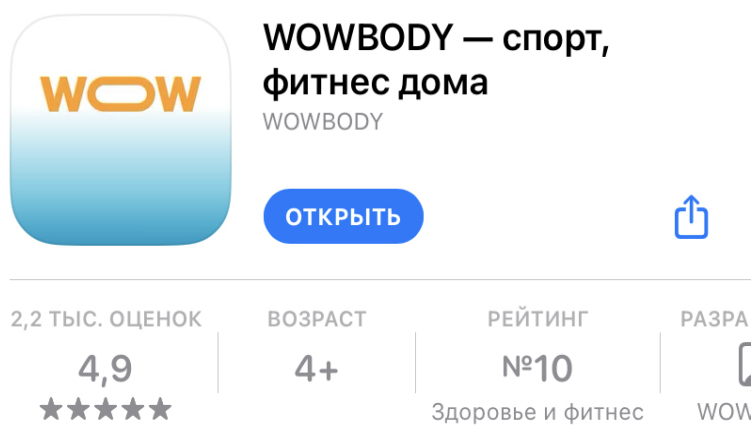 WOW
WOWBODY — спорт,
фитнес дома
WOWBODY
ОТКРЫТЬ
2,2 ТЫС. ОЦЕНОК
4,9
ВОЗРАСТ
4+
РЕЙТИНГ
№10
Здоровье и фитнес